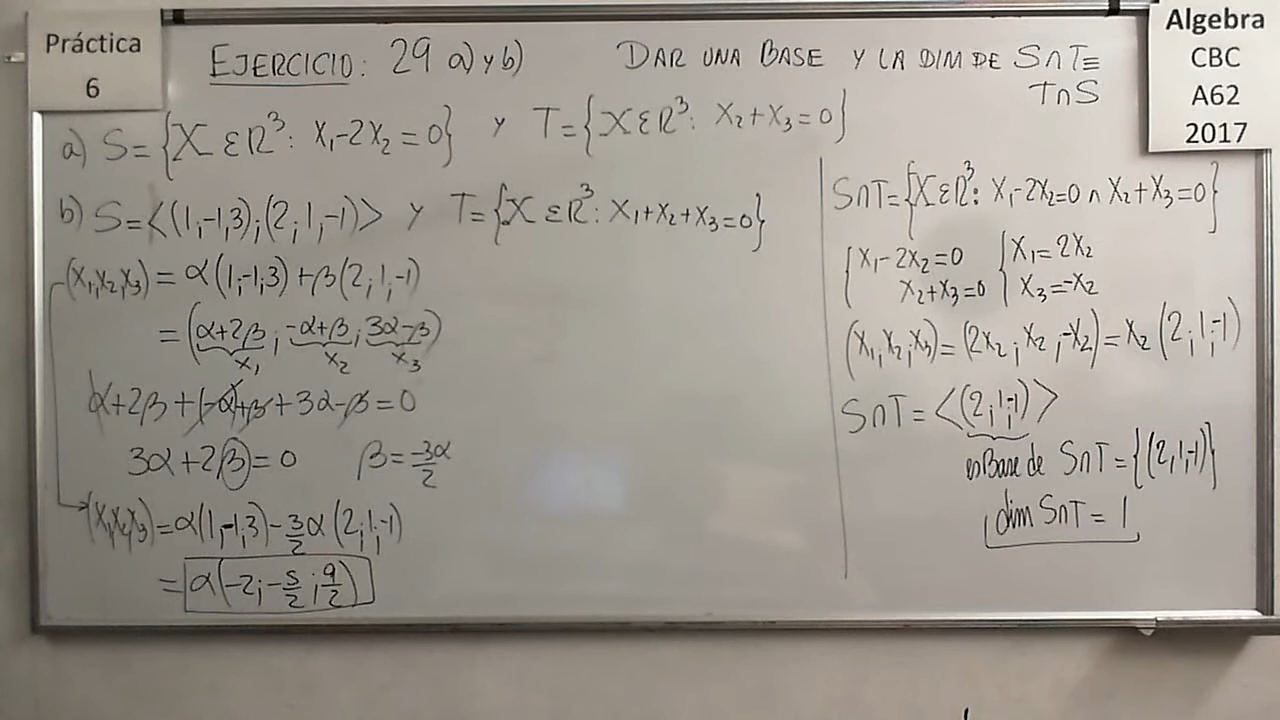 Práctica
6
Algebra
CBC
A62
2017
EJERCICIO: 29 a) y b)
DAR UNA BASE Y LA DIM DE S∩T≡
T∩S
a) S={X ∈ R³: X₁-2X₂=0} y T={X ∈ R³: X₂+X₃=0}
b) S=<(1;-1;3);(2;1;-1)> y T={X ∈ R³: X₁+X₂+X₃=0}
(X₁,X₂,X₃) = α(1;-1;3)+β(2;1;-1)
= (α+2β; -α+β; 3α-β)
X₁ X₂ X₃
α+2β+(-α)+β+3α-β=0
3α+2β=0 β=-3α/2
(X₁,X₂,X₃)=α(1;-1;3)-3/2α(2;1;-1)
= α(-2;-5/2;9/2)
S∩T={X∈R³: X₁-2X₂=0 ∧ X₂+X₃=0}
{X₁-2X₂=0 {X₁=2X₂
X₂+X₃=0 X₃=-X₂
(X₁,X₂,X₃)=(2X₂;X₂;-X₂)=X₂(2;1;-1)
S∩T=<(2;1;-1)>
es Base de S∩T={(2;1;-1)}
dim S∩T=1